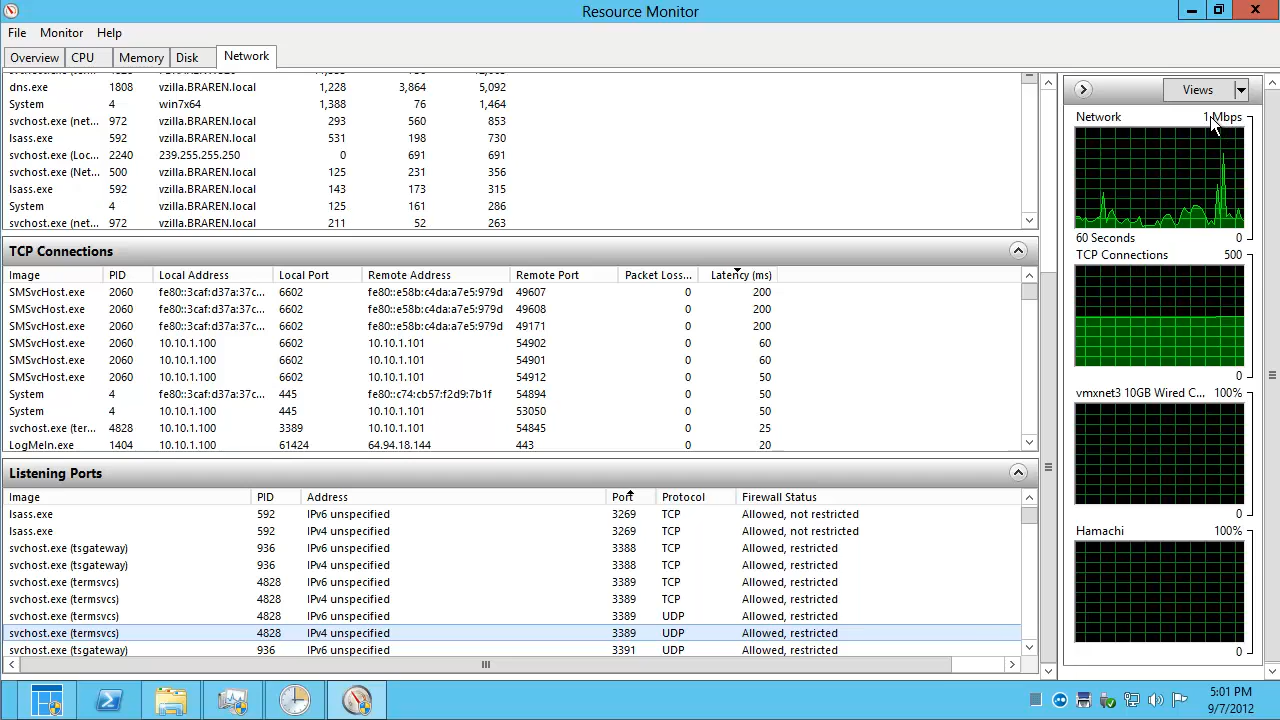 Resource Monitor
File Monitor Help
Overview CPU Memory Disk Network
dns.exe 1808 vzilla.BRAREN.local 1,228 3,864 5,092
System 4 win7x64 1,388 76 1,464
svchost.exe (net... 972 vzilla.BRAREN.local 293 560 853
lsass.exe 592 vzilla.BRAREN.local 531 198 730
svchost.exe (Loc... 2240 239.255.255.250 0 691 691
svchost.exe (Net... 500 vzilla.BRAREN.local 125 231 356
lsass.exe 592 vzilla.BRAREN.local 143 173 315
System 4 vzilla.BRAREN.local 125 161 286
svchost.exe (net... 972 vzilla.BRAREN.local 211 52 263
TCP Connections
Image PID Local Address Local Port Remote Address Remote Port Packet Loss... Latency (ms)
SMSvcHost.exe 2060 fe80::3caf:d37a:37c... 6602 fe80::e58b:c4da:a7e5:979d 49607 0 200
SMSvcHost.exe 2060 fe80::3caf:d37a:37c... 6602 fe80::e58b:c4da:a7e5:979d 49608 0 200
SMSvcHost.exe 2060 fe80::3caf:d37a:37c... 6602 fe80::e58b:c4da:a7e5:979d 49171 0 200
SMSvcHost.exe 2060 10.10.1.100 6602 10.10.1.101 54902 0 60
SMSvcHost.exe 2060 10.10.1.100 6602 10.10.1.101 54901 0 60
SMSvcHost.exe 2060 10.10.1.100 6602 10.10.1.101 54912 0 50
System 4 fe80::3caf:d37a:37c... 445 fe80::c74:cb57:f2d9:7b1f 54894 0 50
System 4 10.10.1.100 445 10.10.1.101 53050 0 50
svchost.exe (ter... 4828 10.10.1.100 3389 10.10.1.101 54845 0 25
LogMeIn.exe 1404 10.10.1.100 61424 64.94.18.144 443 0 20
Listening Ports
Image PID Address Port Protocol Firewall Status
lsass.exe 592 IPv6 unspecified 3269 TCP Allowed, not restricted
lsass.exe 592 IPv4 unspecified 3269 TCP Allowed, not restricted
svchost.exe (tsgateway) 936 IPv6 unspecified 3388 TCP Allowed, restricted
svchost.exe (tsgateway) 936 IPv4 unspecified 3388 TCP Allowed, restricted
svchost.exe (termsvcs) 4828 IPv6 unspecified 3389 TCP Allowed, restricted
svchost.exe (termsvcs) 4828 IPv4 unspecified 3389 TCP Allowed, restricted
svchost.exe (termsvcs) 4828 IPv6 unspecified 3389 UDP Allowed, restricted
svchost.exe (termsvcs) 4828 IPv4 unspecified 3389 UDP Allowed, restricted
svchost.exe (tsgateway) 936 IPv6 unspecified 3391 UDP Allowed, restricted
Views
Network 1 Mbps
60 Seconds 0
TCP Connections 500
0
vmxnet3 10GB Wired C... 100%
0
Hamachi 100%
0
5:01 PM
9/7/2012